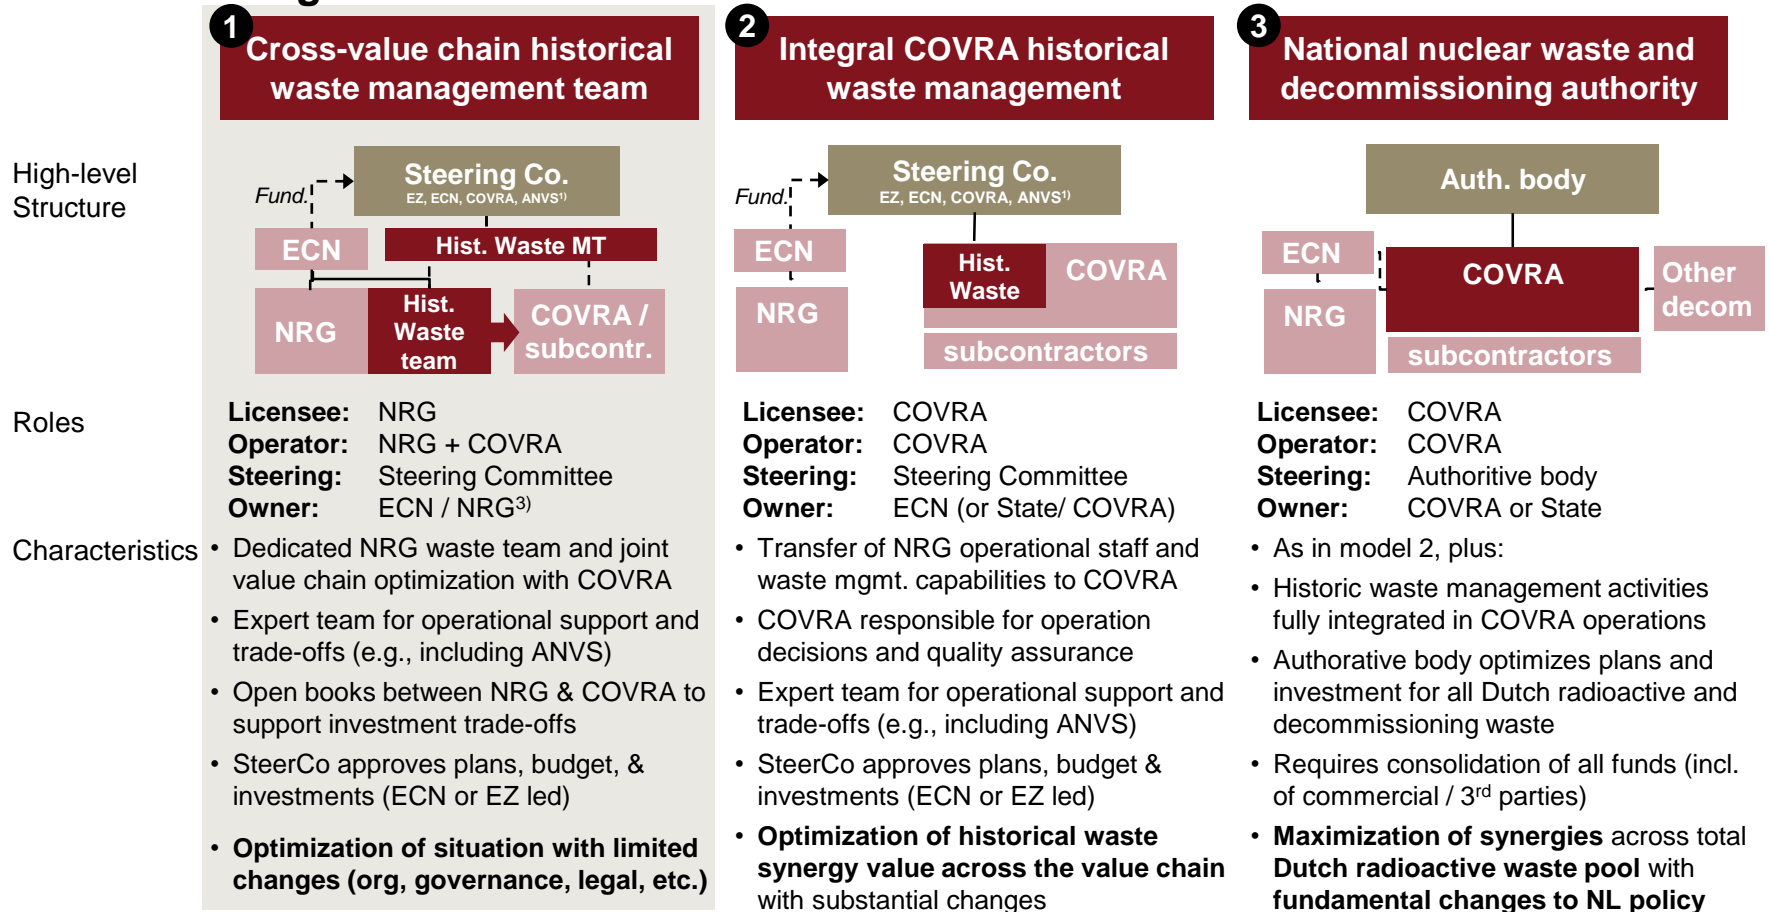 1
Cross-value chain historical
waste management team
2
Integral COVRA historical
waste management
3
National nuclear waste and
decommissioning authority
High-level
Structure
Fund.
Steering Co.
EZ, ECN, COVRA, ANVS1)
ECN
Hist. Waste MT
NRG
Hist.
Waste
team
COVRA /
subcontr.
Fund.
Steering Co.
EZ, ECN, COVRA, ANVS1)
ECN
NRG
Hist.
Waste
COVRA
subcontractors
Auth. body
ECN
NRG
COVRA
Other
decom
subcontractors
Roles
Licensee: NRG
Operator: NRG + COVRA
Steering: Steering Committee
Owner: ECN / NRG3)
Licensee: COVRA
Operator: COVRA
Steering: Steering Committee
Owner: ECN (or State/ COVRA)
Licensee: COVRA
Operator: COVRA
Steering: Authoritive body
Owner: COVRA or State
Characteristics
• Dedicated NRG waste team and joint
value chain optimization with COVRA
• Expert team for operational support and
trade-offs (e.g., including ANVS)
• Open books between NRG & COVRA to
support investment trade-offs
• SteerCo approves plans, budget, &
investments (ECN or EZ led)
• Optimization of situation with limited
changes (org, governance, legal, etc.)
• Transfer of NRG operational staff and
waste mgmt. capabilities to COVRA
• COVRA responsible for operation
decisions and quality assurance
• Expert team for operational support and
trade-offs (e.g., including ANVS)
• SteerCo approves plans, budget &
investments (ECN or EZ led)
• Optimization of historical waste
synergy value across the value chain
with substantial changes
• As in model 2, plus:
• Historic waste management activities
fully integrated in COVRA operations
• Authorative body optimizes plans and
investment for all Dutch radioactive and
decommissioning waste
• Requires consolidation of all funds (incl.
of commercial / 3rd parties)
• Maximization of synergies across total
Dutch radioactive waste pool with
fundamental changes to NL policy